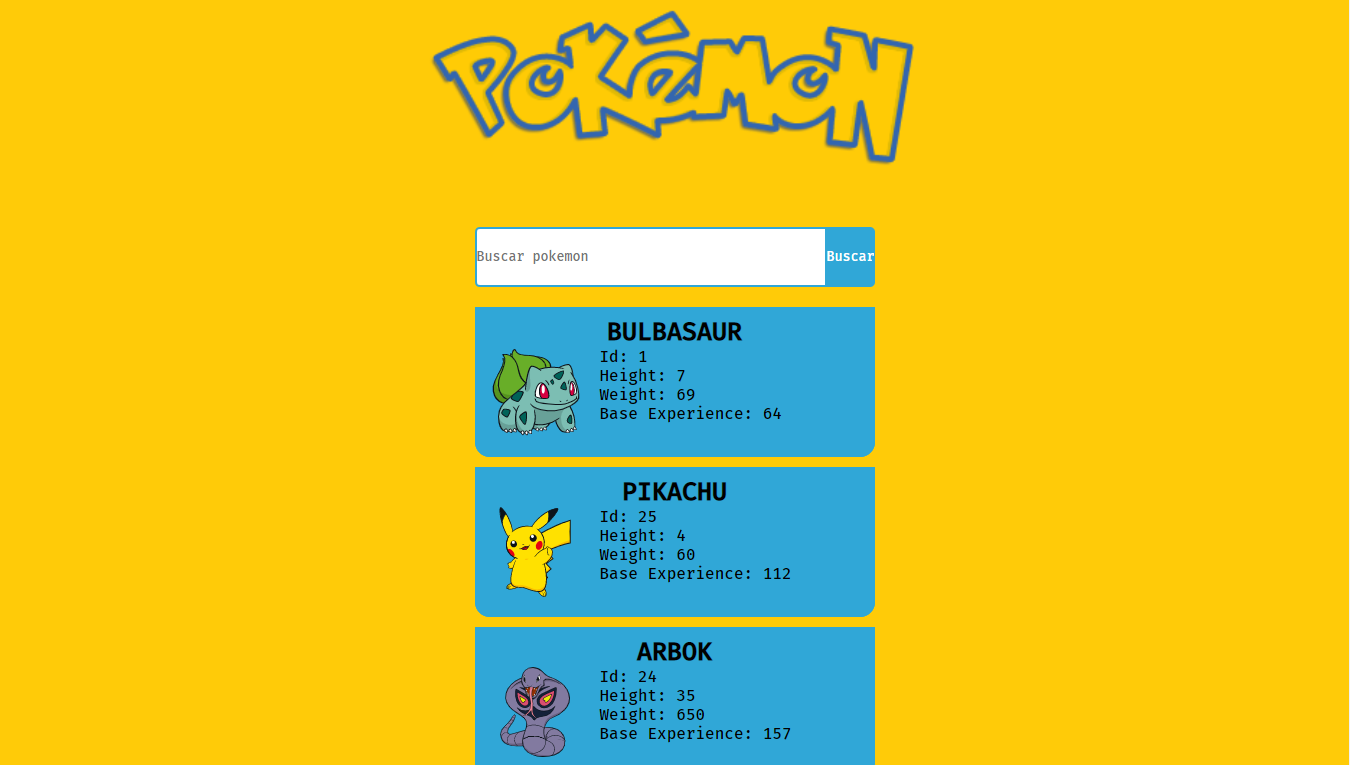 POKéMON
Buscar pokemon
Buscar
BULBASAUR
Id: 1
Height: 7
Weight: 69
Base Experience: 64
PIKACHU
Id: 25
Height: 4
Weight: 60
Base Experience: 112
ARBOK
Id: 24
Height: 35
Weight: 650
Base Experience: 157